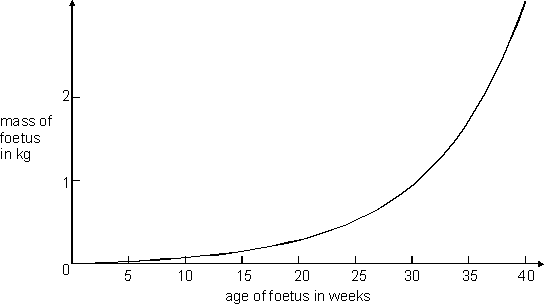 2
mass of
foetus
in kg
1
0
5 10 15 20 25 30 35 40
age of foetus in weeks